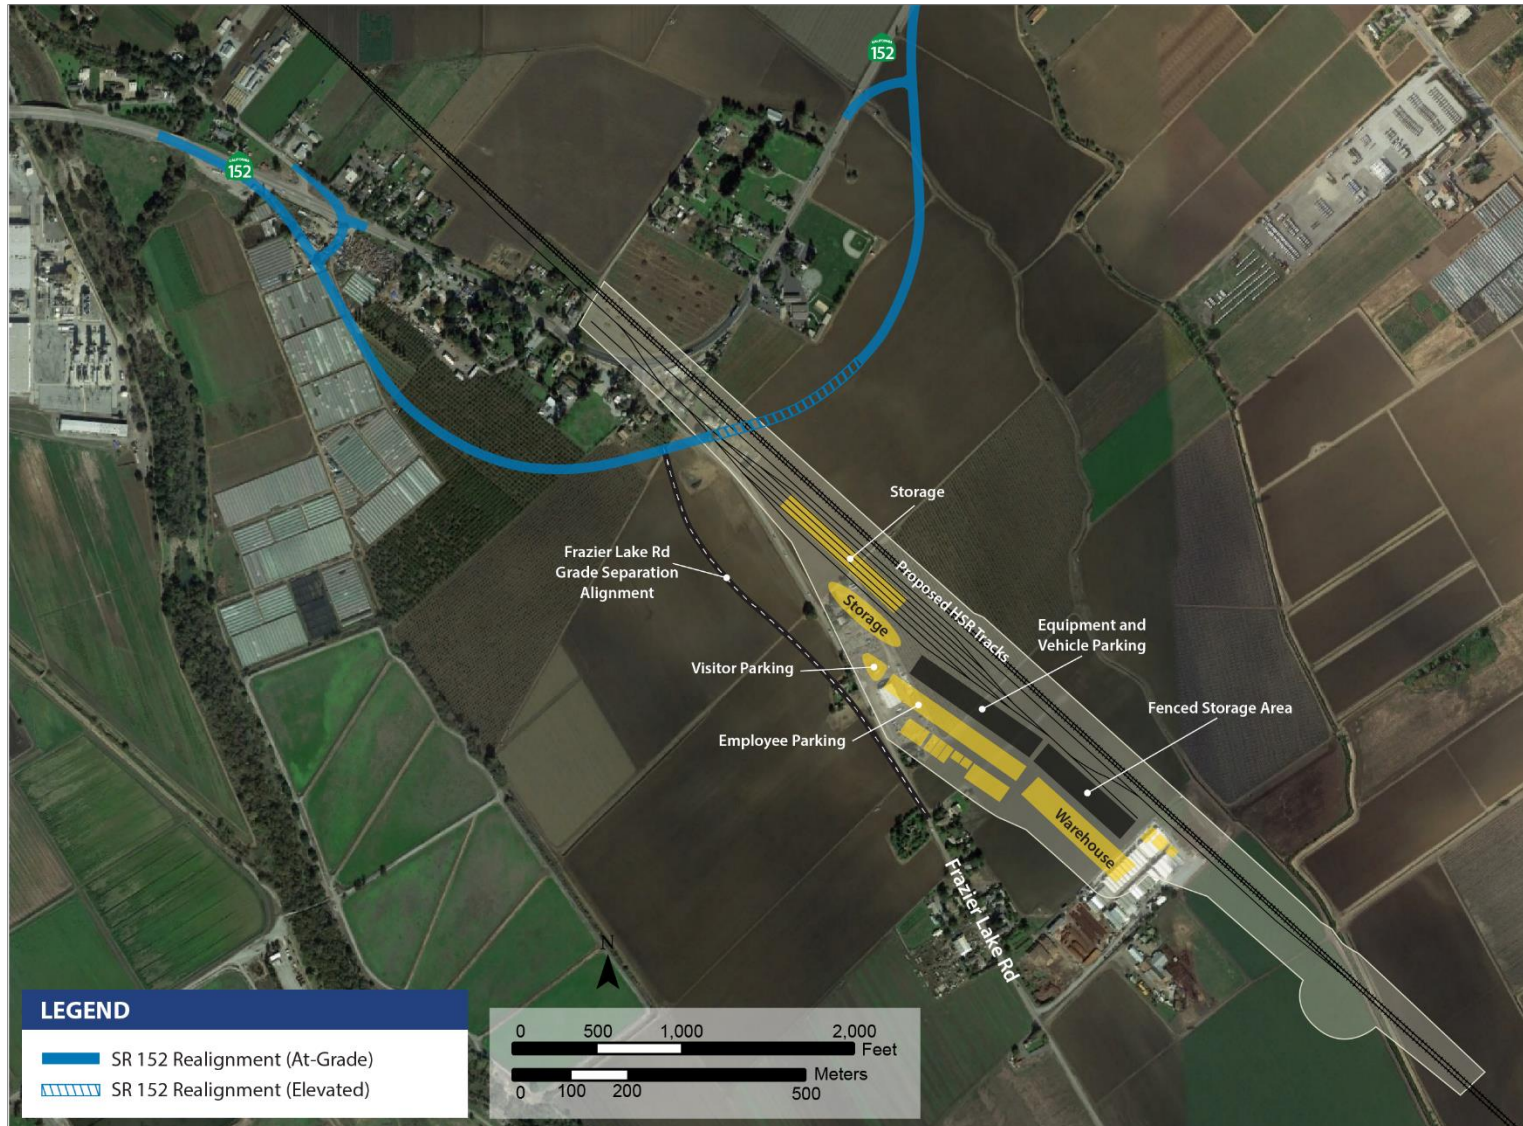 CALIFORNIA
152
CALIFORNIA
152
Storage
Frazier Lake Rd
Grade Separation
Alignment
Proposed HSR Tracks
Storage
Equipment and
Vehicle Parking
Visitor Parking
Fenced Storage Area
Employee Parking
Warehouse
Frazier Lake Rd
N
LEGEND
SR 152 Realignment (At-Grade)
SR 152 Realignment (Elevated)
0 500 1,000 2,000
Feet
Meters
0 100 200 500